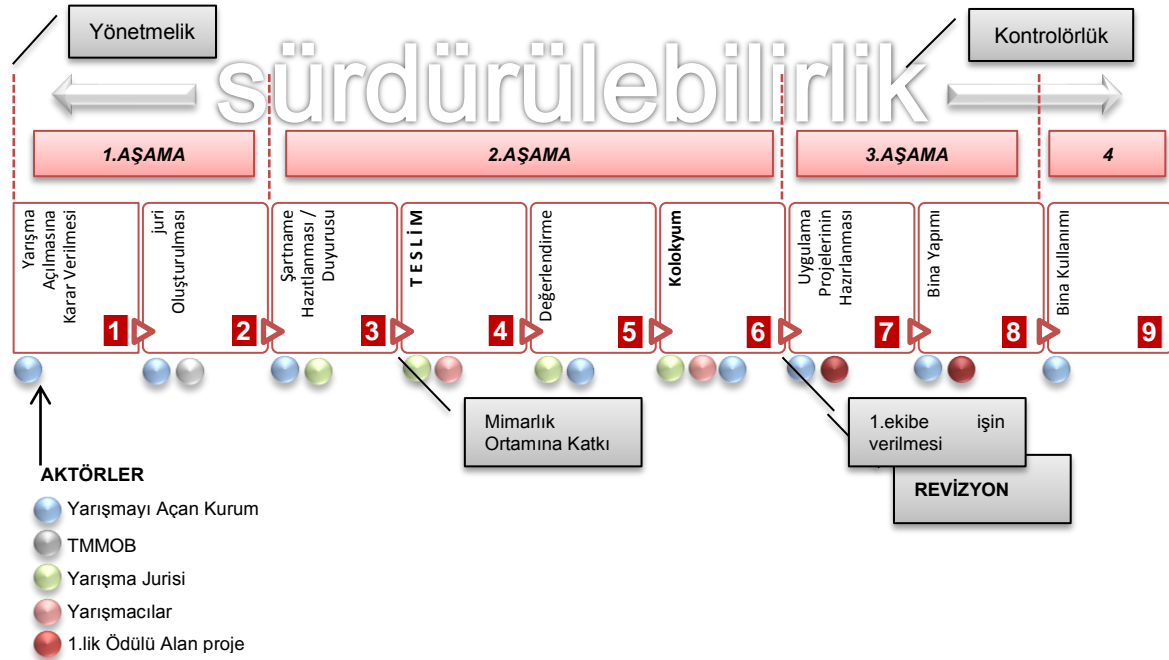 Yönetmelik
Kontrolörlük
sürdürülebilirlik
1.AŞAMA
2.AŞAMA
3.AŞAMA
4
Yarışma
Açılmasına
Karar Verilmesi
1
juri
Oluşturulması
2
Şartname
Hazıtlanması /
Duyurusu
3
TESLİM
4
Değerlendirme
5
Kolokyum
6
Uygulama
Projelerinin
Hazırlanması
7
Bina Yapımı
8
Bina Kullanımı
9
Mimarlık
Ortamına Katkı
1.ekibe işin
verilmesi
REVİZYON
AKTÖRLER
Yarışmayı Açan Kurum
TMMOB
Yarışma Jurisi
Yarışmacılar
1.lik Ödülü Alan proje